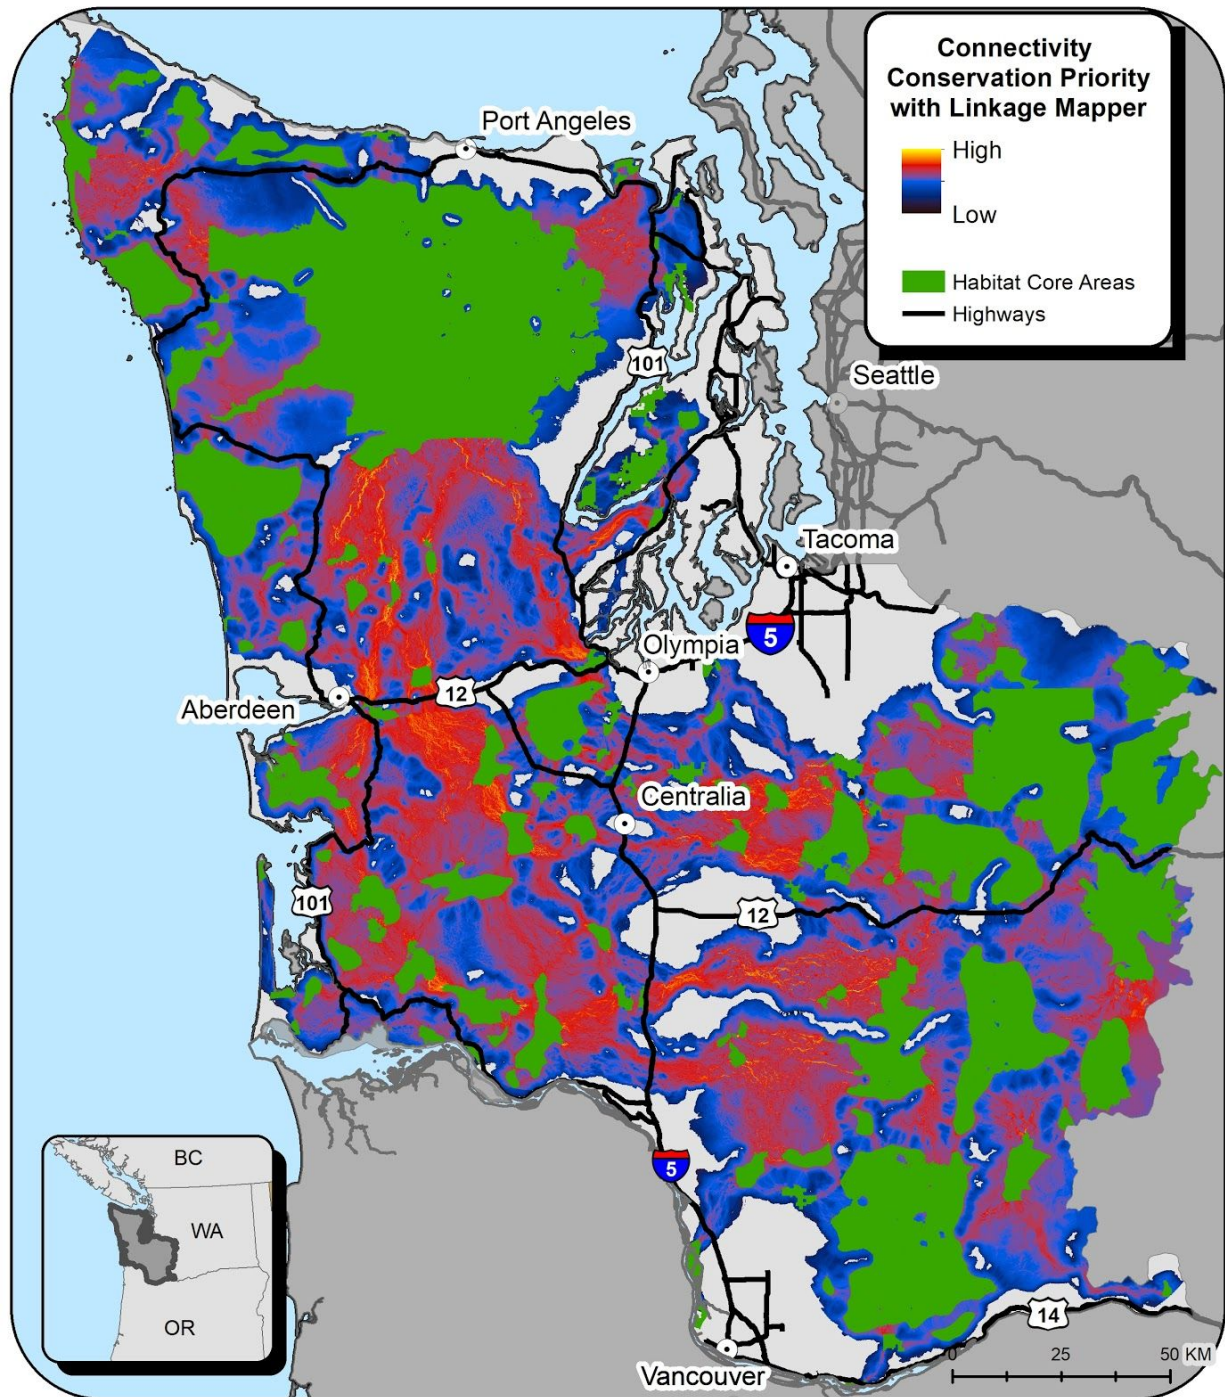 Connectivity
Conservation Priority
with Linkage Mapper
High
Low
Habitat Core Areas
Highways
Port Angeles
101
Seattle
Tacoma
5
Olympia
12
Aberdeen
Centralia
101
12
5
BC
WA
OR
14
0 25 50 KM
Vancouver